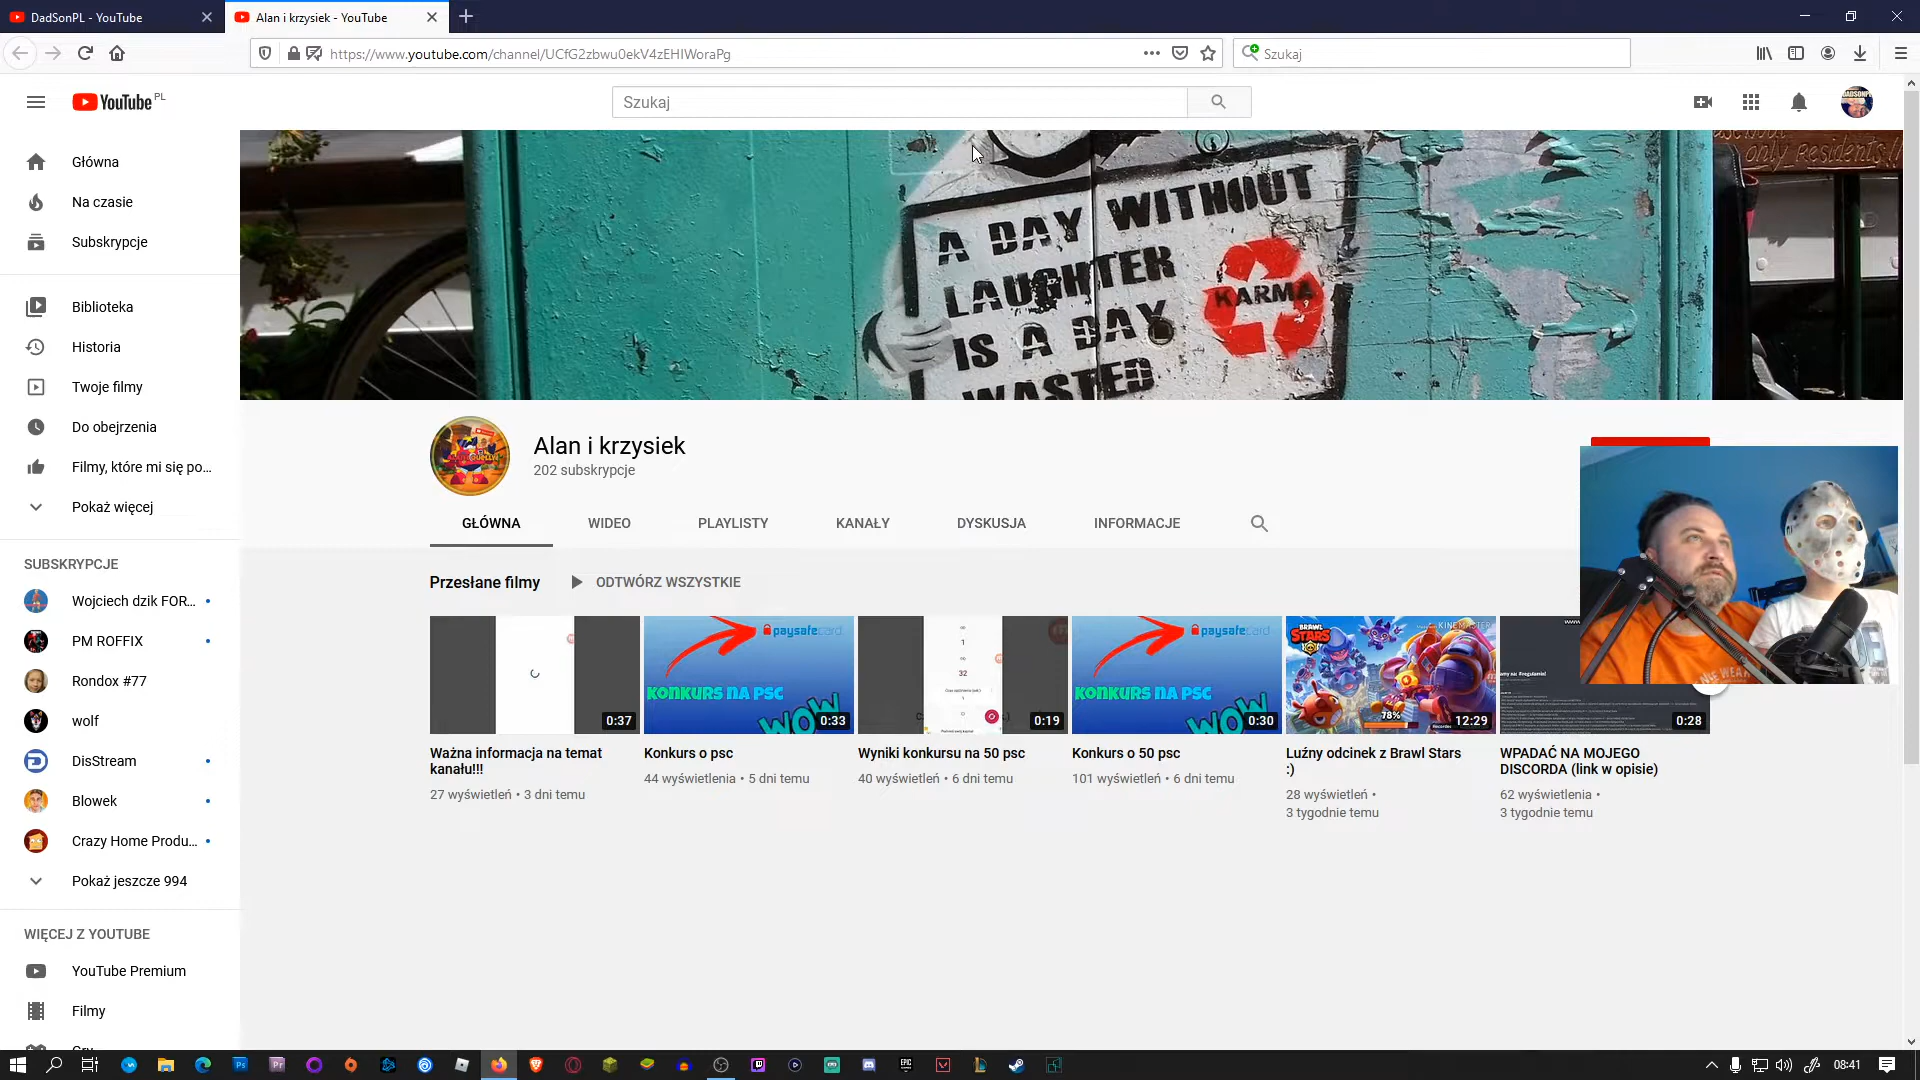 DadSonPL - YouTube
Alan i krzysiek - YouTube
https://www.youtube.com/channel/UCfG2zbwu0ekV4zEHIWoraPg
Szukaj
YouTube PL
Szukaj
Główna
Na czasie
Subskrypcje
Biblioteka
Historia
Twoje filmy
Do obejrzenia
Filmy, które mi się po...
Pokaż więcej
SUBSKRYPCJE
Wojciech dzik FOR...
PM ROFFIX
Rondox #77
wolf
DisStream
Blowek
Crazy Home Produ...
Pokaż jeszcze 994
WIĘCEJ Z YOUTUBE
YouTube Premium
Filmy
only Residents!!
A DAY WITHOUT
LAUGHTER
IS A DAY
WASTED
KARMA
Alan i krzysiek
202 subskrypcje
GŁÓWNA
WIDEO
PLAYLISTY
KANAŁY
DYSKUSJA
INFORMACJE
Przesłane filmy
ODTWÓRZ WSZYSTKIE
0:37
Ważna informacja na temat
kanału!!!
27 wyświetleń • 3 dni temu
paysafecard
KONKURS NA PSC
WOW
0:33
Konkurs o psc
44 wyświetlenia • 5 dni temu
1
32
0:19
Wyniki konkursu na 50 psc
40 wyświetleń • 6 dni temu
paysafecard
KONKURS NA PSC
WOW
0:30
Konkurs o 50 psc
101 wyświetleń • 6 dni temu
BRAWL
STARS
KINEMASTER
78%
12:29
Luźny odcinek z Brawl Stars
:)
28 wyświetleń •
3 tygodnie temu
0:28
WPADAĆ NA MOJEGO
DISCORDA (link w opisie)
62 wyświetlenia •
3 tygodnie temu
08:41